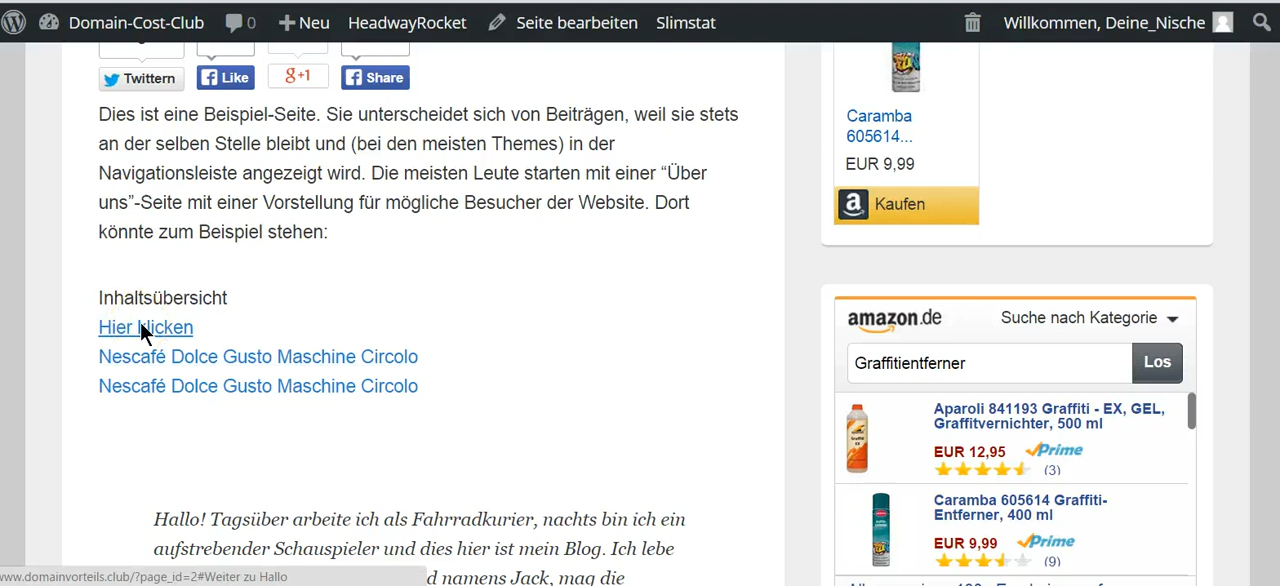 Domain-Cost-Club 0 Neu HeadwayRocket Seite bearbeiten Slimstat Willkommen, Deine_Nische
Twittern Like g+1 Share
Dies ist eine Beispiel-Seite. Sie unterscheidet sich von Beiträgen, weil sie stets
an der selben Stelle bleibt und (bei den meisten Themes) in der
Navigationsleiste angezeigt wird. Die meisten Leute starten mit einer “Über
uns”-Seite mit einer Vorstellung für mögliche Besucher der Website. Dort
könnte zum Beispiel stehen:
Inhaltsübersicht
Hier klicken
Nescafé Dolce Gusto Maschine Circolo
Nescafé Dolce Gusto Maschine Circolo
Hallo! Tagsüber arbeite ich als Fahrradkurier, nachts bin ich ein
aufstrebender Schauspieler und dies hier ist mein Blog. Ich lebe
d namens Jack, mag die
www.domainvorteils.club/?page_id=2#Weiter zu Hallo
Caramba
605614...
EUR 9,99
a Kaufen
amazon.de Suche nach Kategorie
Graffitientferner Los
Aparoli 841193 Graffiti - EX, GEL,
Graffitvernichter, 500 ml
EUR 12,95 Prime
(3)
Caramba 605614 Graffiti-
Entferner, 400 ml
EUR 9,99 Prime
(9)